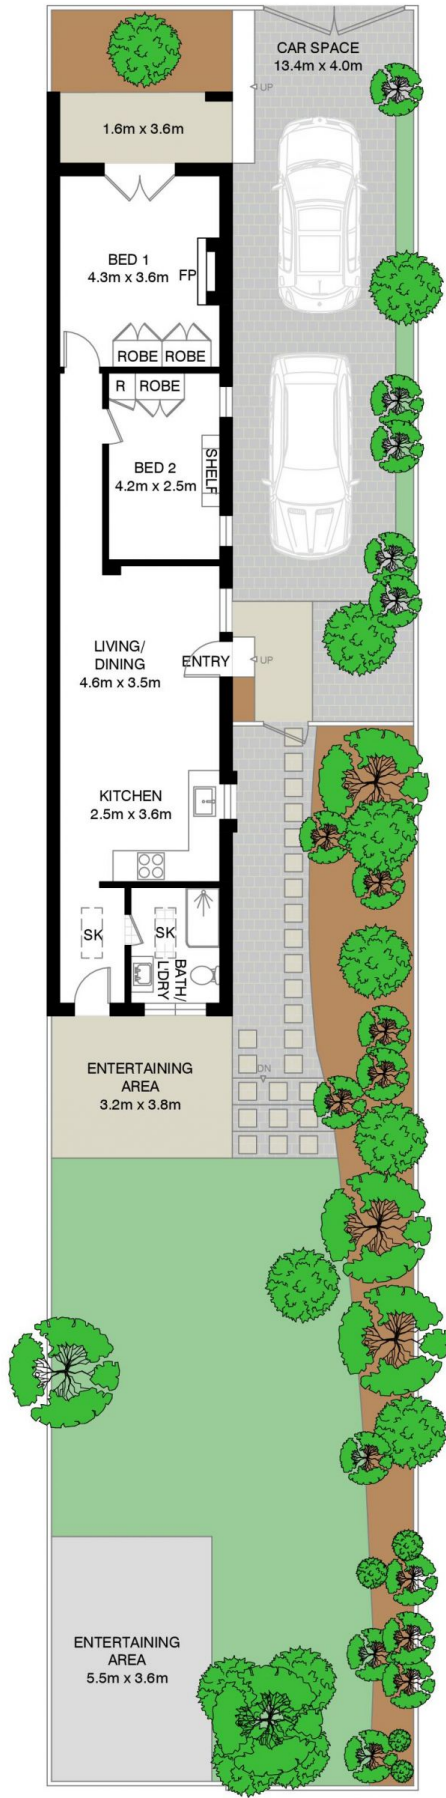 CAR SPACE
13.4m x 4.0m
UP
1.6m x 3.6m
BED 1
4.3m x 3.6m
FP
ROBE ROBE
R ROBE
BED 2
4.2m x 2.5m
SHELF
LIVING/
DINING
4.6m x 3.5m
ENTRY
UP
KITCHEN
2.5m x 3.6m
SK
SK
BATH/
L'DRY
ENTERTAINING
AREA
3.2m x 3.8m
DN
ENTERTAINING
AREA
5.5m x 3.6m